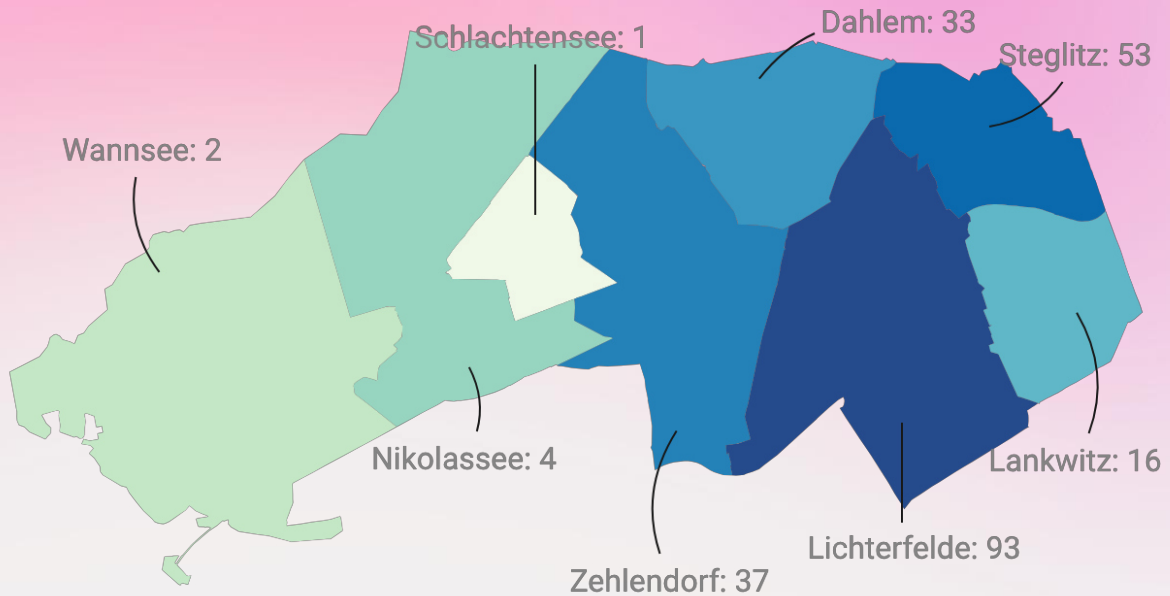 Dahlem: 33
Schlachtensee: 1
Steglitz: 53
Wannsee: 2
Nikolassee: 4
Lankwitz: 16
Lichterfelde: 93
Zehlendorf: 37